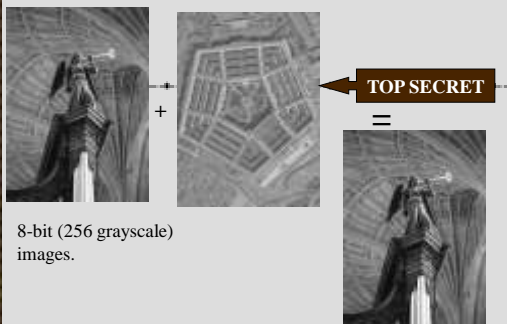 +
TOP SECRET
=
8-bit (256 grayscale)
images.